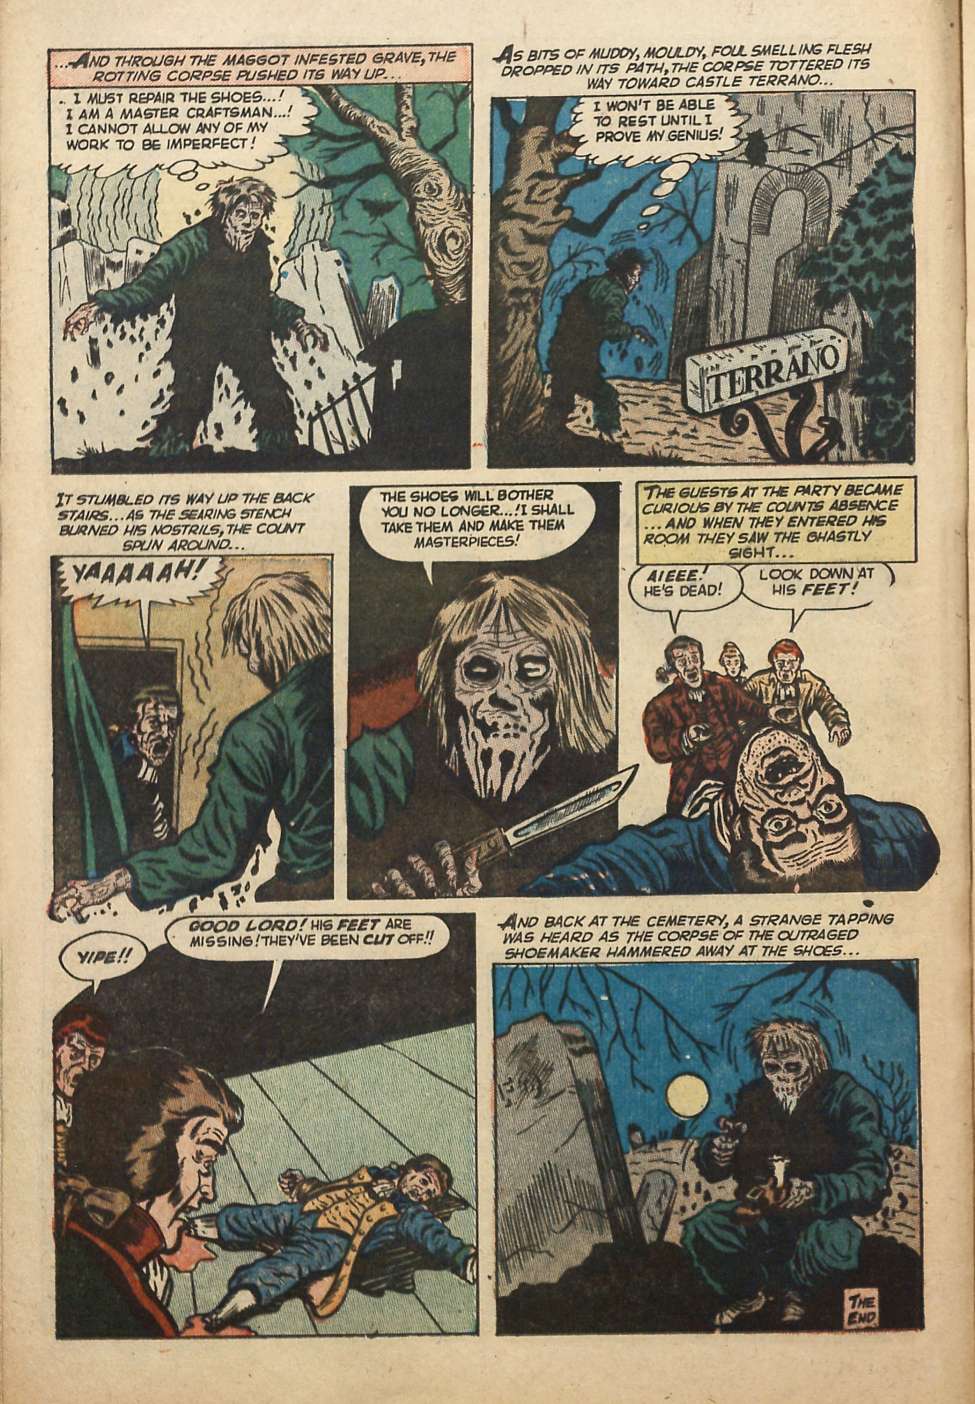 ...AND THROUGH THE MAGGOT INFESTED GRAVE, THE
ROTTING CORPSE PUSHED ITS WAY UP...
.. I MUST REPAIR THE SHOES...!
I AM A MASTER CRAFTSMAN...!
I CANNOT ALLOW ANY OF MY
WORK TO BE IMPERFECT!
AS BITS OF MUDDY, MOULDY, FOUL SMELLING FLESH
DROPPED IN ITS PATH, THE CORPSE TOTTERED ITS
WAY TOWARD CASTLE TERRANO...
I WON'T BE ABLE
TO REST UNTIL I
PROVE MY GENIUS!
TERRANO
IT STUMBLED ITS WAY UP THE BACK
STAIRS...AS THE SEARING STENCH
BURNED HIS NOSTRILS, THE COUNT
SPUN AROUND...
YAAAAAH!
THE SHOES WILL BOTHER
YOU NO LONGER...! I SHALL
TAKE THEM AND MAKE THEM
MASTERPIECES!
THE GUESTS AT THE PARTY BECAME
CURIOUS BY THE COUNTS ABSENCE
...AND WHEN THEY ENTERED HIS
ROOM THEY SAW THE GHASTLY
SIGHT...
AIEEE!
HE'S DEAD!
LOOK DOWN AT
HIS FEET!
YIPE!!
GOOD LORD! HIS FEET ARE
MISSING! THEY'VE BEEN CUT OFF!!
AND BACK AT THE CEMETERY, A STRANGE TAPPING
WAS HEARD AS THE CORPSE OF THE OUTRAGED
SHOEMAKER HAMMERED AWAY AT THE SHOES...
THE
END